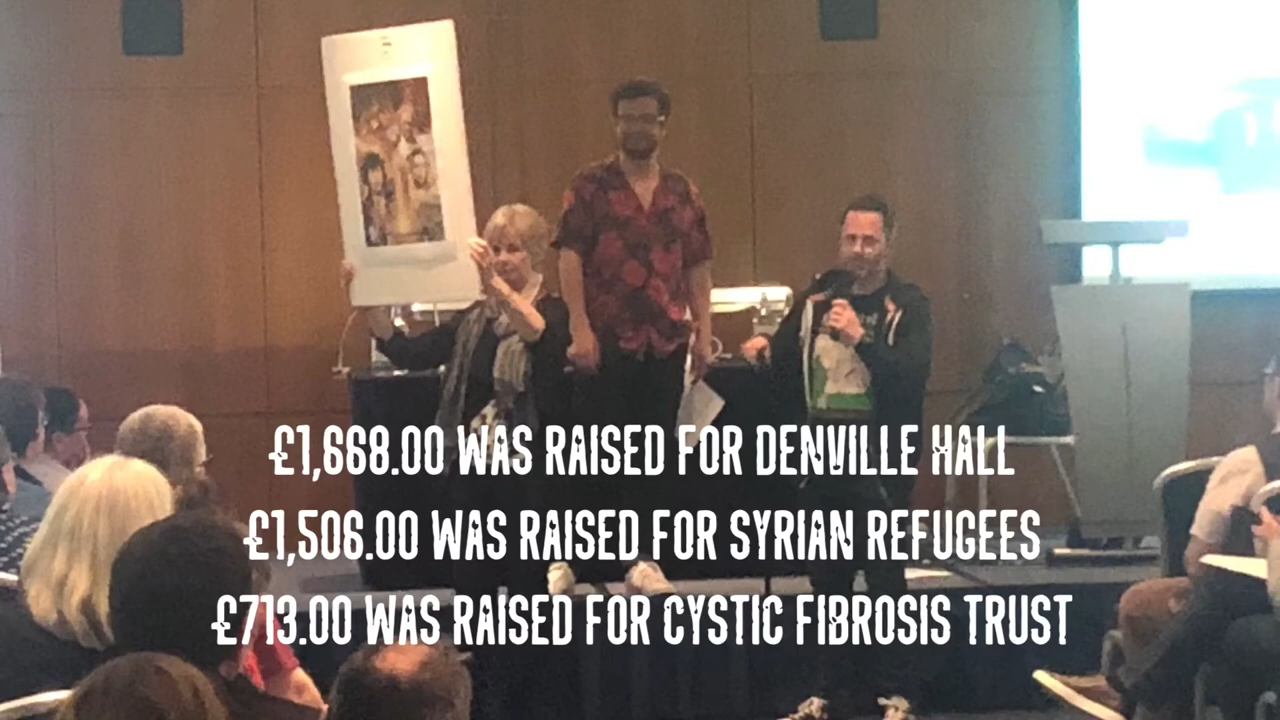 £1,668.00 WAS RAISED FOR DENVILLE HALL
£1,506.00 WAS RAISED FOR SYRIAN REFUGEES
£713.00 WAS RAISED FOR CYSTIC FIBROSIS TRUST